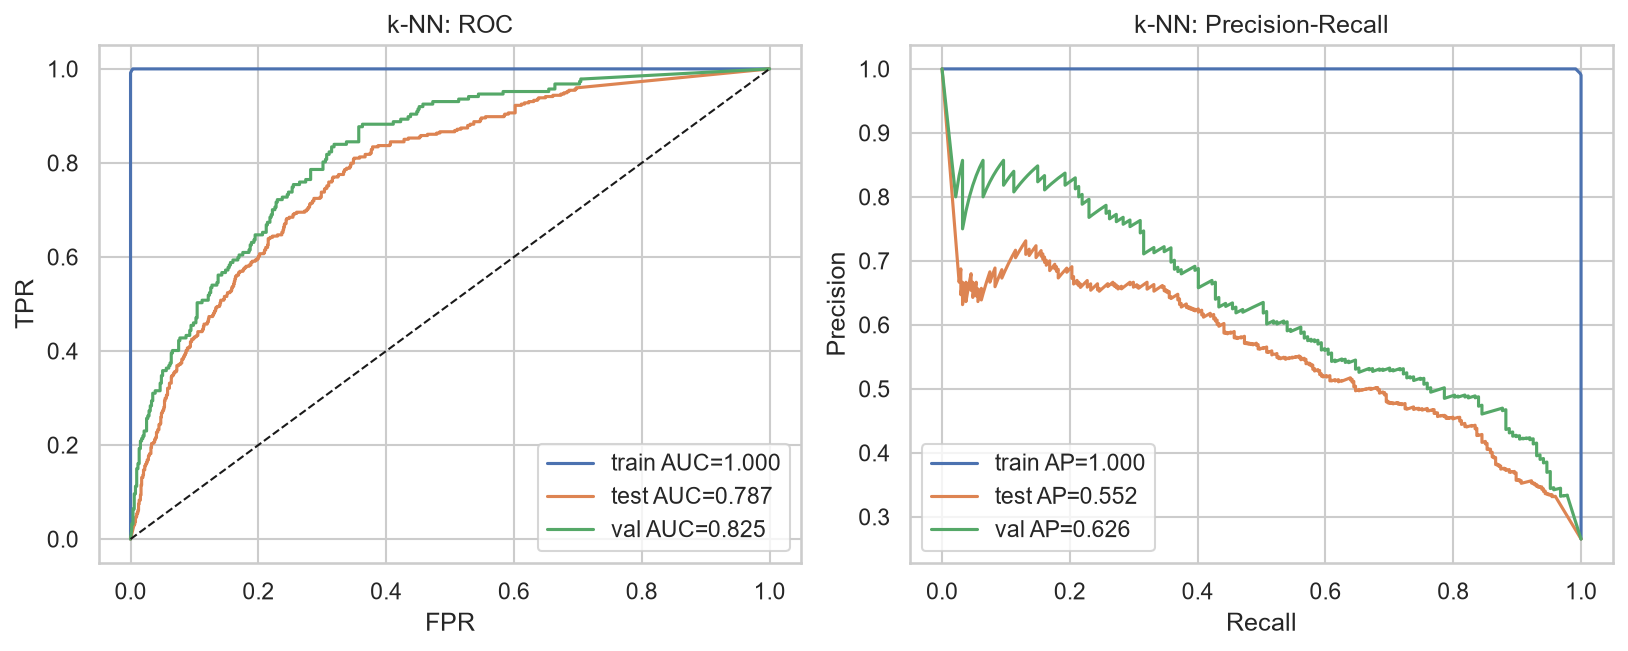 k-NN: ROC
TPR
1.0
0.8
0.6
0.4
0.2
0.0
0.0 0.2 0.4 0.6 0.8 1.0
FPR
train AUC=1.000
test AUC=0.787
val AUC=0.825
k-NN: Precision-Recall
Precision
1.0
0.9
0.8
0.7
0.6
0.5
0.4
0.3
0.0 0.2 0.4 0.6 0.8 1.0
Recall
train AP=1.000
test AP=0.552
val AP=0.626